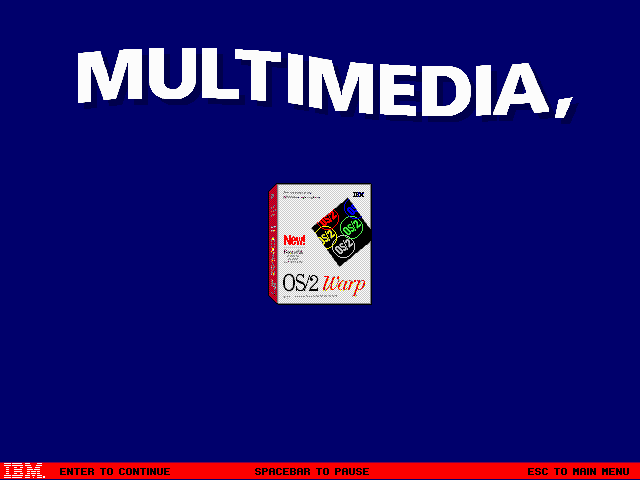 MULTIMEDIA,
IBM
New!
OS/2
OS/2
OS/2
OS/2
OS/2 Warp
IBM. ENTER TO CONTINUE SPACEBAR TO PAUSE ESC TO MAIN MENU